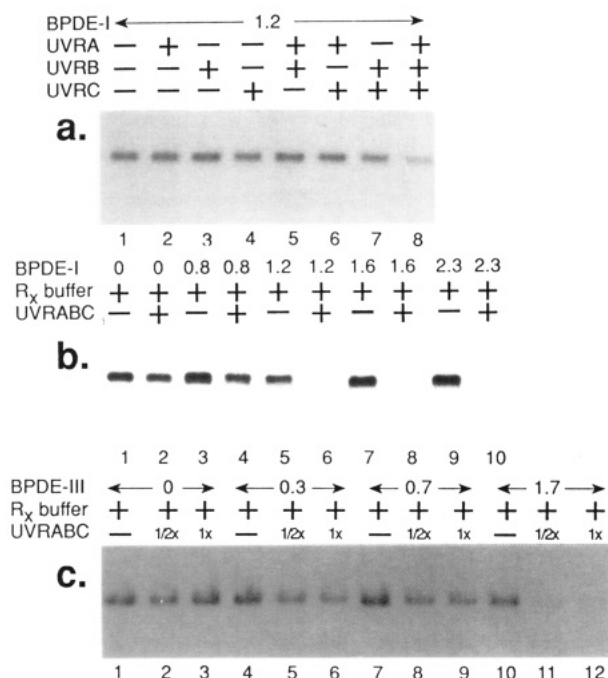 BPDE-I 1.2
UVRA — + — — + + — +
UVRB — — + — + — + +
UVRC — — — + — + + +
a.
1 2 3 4 5 6 7 8
BPDE-I 0 0 0.8 0.8 1.2 1.2 1.6 1.6 2.3 2.3
Rx buffer + + + + + + + + + +
UVRABC — + — + — + — + — +
b.
1 2 3 4 5 6 7 8 9 10
BPDE-III 0 0.3 0.7 1.7
Rx buffer + + + + + + + + + + + +
UVRABC — 1/2x 1x — 1/2x 1x — 1/2x 1x — 1/2x 1x
c.
1 2 3 4 5 6 7 8 9 10 11 12